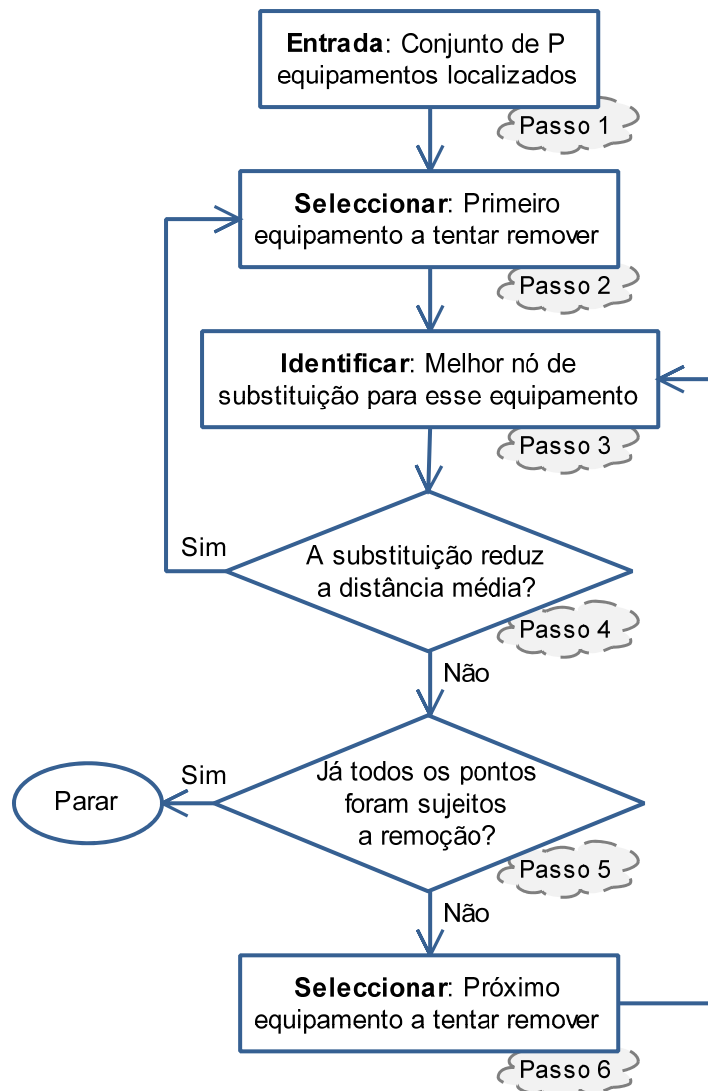 Entrada: Conjunto de P
equipamentos localizados
Passo 1
Seleccionar: Primeiro
equipamento a tentar remover
Passo 2
Identificar: Melhor nó de
substituição para esse equipamento
Passo 3
Sim
A substituição reduz
a distância média?
Passo 4
Não
Sim
Parar
Já todos os pontos
foram sujeitos
a remoção?
Passo 5
Não
Seleccionar: Próximo
equipamento a tentar remover
Passo 6